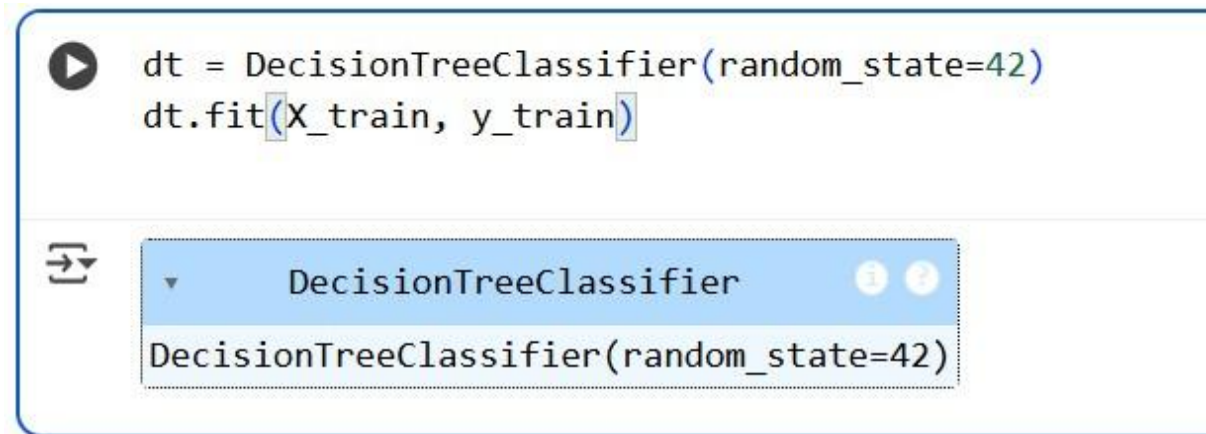 dt = DecisionTreeClassifier(random_state=42)
dt.fit(X_train, y_train)
DecisionTreeClassifier i ?
DecisionTreeClassifier(random_state=42)